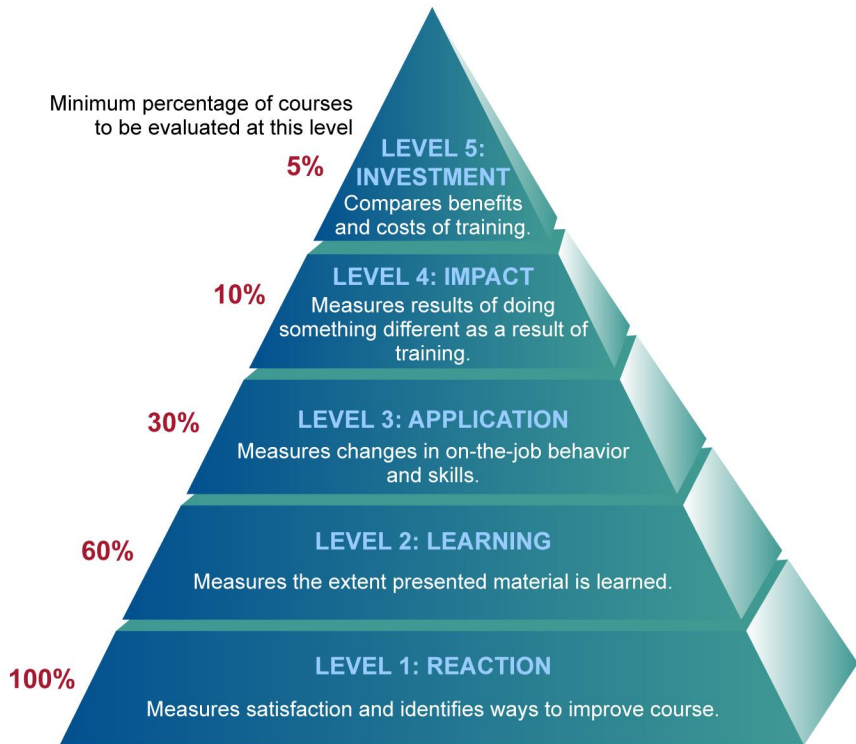 Minimum percentage of courses
to be evaluated at this level
5%
LEVEL 5:
INVESTMENT
Compares benefits
and costs of training.
10%
LEVEL 4: IMPACT
Measures results of doing
something different as a result of
training.
30%
LEVEL 3: APPLICATION
Measures changes in on-the-job behavior
and skills.
60%
LEVEL 2: LEARNING
Measures the extent presented material is learned.
100%
LEVEL 1: REACTION
Measures satisfaction and identifies ways to improve course.